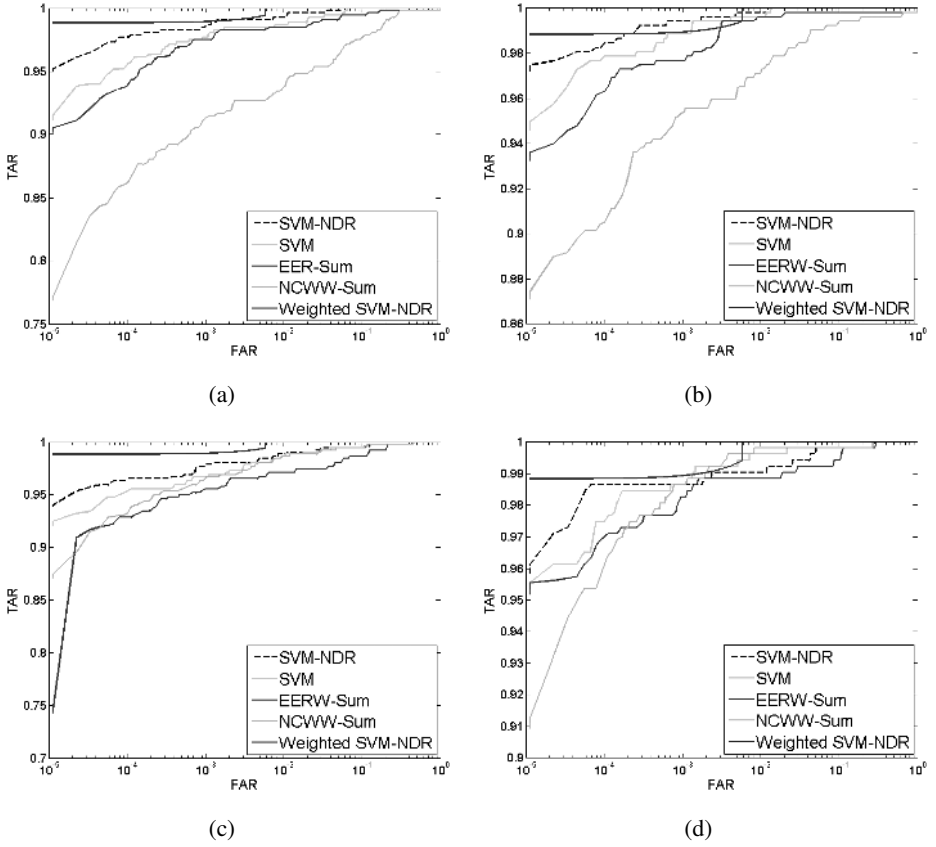 1
0.95
0.9
0.85
0.8
0.75
TAR
SVM-NDR
SVM
EER-Sum
NCWW-Sum
Weighted SVM-NDR
10⁻⁵ 10⁻⁴ 10⁻³ 10⁻² 10⁻¹ 10⁰
FAR
(a)
1
0.98
0.96
0.94
0.92
0.9
0.88
0.86
TAR
SVM-NDR
SVM
EERW-Sum
NCWW-Sum
Weighted SVM-NDR
10⁻⁵ 10⁻⁴ 10⁻³ 10⁻² 10⁻¹ 10⁰
FAR
(b)
1
0.95
0.9
0.85
0.8
0.75
0.7
TAR
SVM-NDR
SVM
EERW-Sum
NCWW-Sum
Weighted SVM-NDR
10⁻⁵ 10⁻⁴ 10⁻³ 10⁻² 10⁻¹ 10⁰
FAR
(c)
1
0.99
0.98
0.97
0.96
0.95
0.94
0.93
0.92
0.91
0.9
TAR
SVM-NDR
SVM
EERW-Sum
NCWW-Sum
Weighted SVM-NDR
10⁻⁵ 10⁻⁴ 10⁻³ 10⁻² 10⁻¹ 10⁰
FAR
(d)